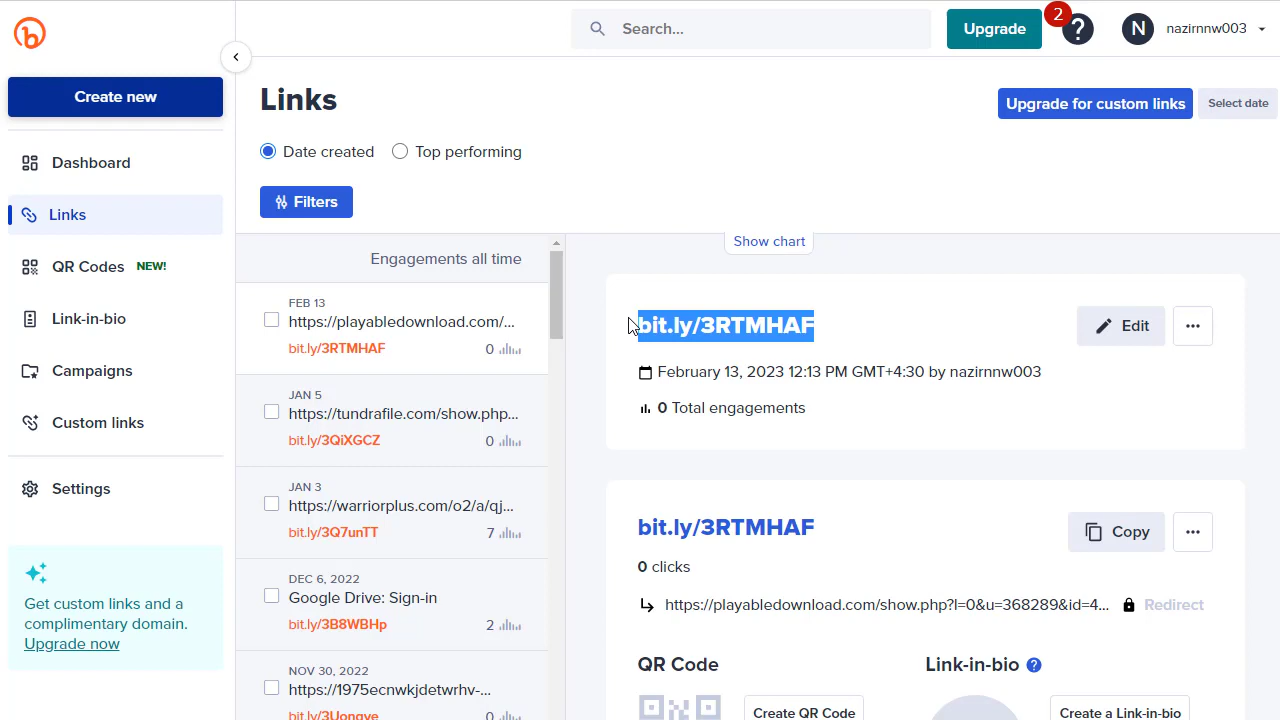 Search...
Upgrade
2
?
N
nazirnnw003
Create new
Links
Upgrade for custom links
Select date
Date created
Top performing
Filters
Dashboard
Links
QR Codes NEW!
Link-in-bio
Campaigns
Custom links
Settings
Get custom links and a
complimentary domain.
Upgrade now
Engagements all time
FEB 13
https://playabledownload.com/...
bit.ly/3RTMHAF
0
JAN 5
https://tundrafile.com/show.php...
bit.ly/3QiXGCZ
0
JAN 3
https://warriorplus.com/o2/a/qj...
bit.ly/3Q7unTT
7
DEC 6, 2022
Google Drive: Sign-in
bit.ly/3B8WBHp
2
NOV 30, 2022
https://1975ecnwkjdetwrhv-...
bit.ly/3Uongve
0
Show chart
bit.ly/3RTMHAF
Edit
...
February 13, 2023 12:13 PM GMT+4:30 by nazirnnw003
0 Total engagements
bit.ly/3RTMHAF
Copy
...
0 clicks
https://playabledownload.com/show.php?l=0&u=368289&id=4...
Redirect
QR Code
Link-in-bio ?
Create QR Code
Create a Link-in-bio